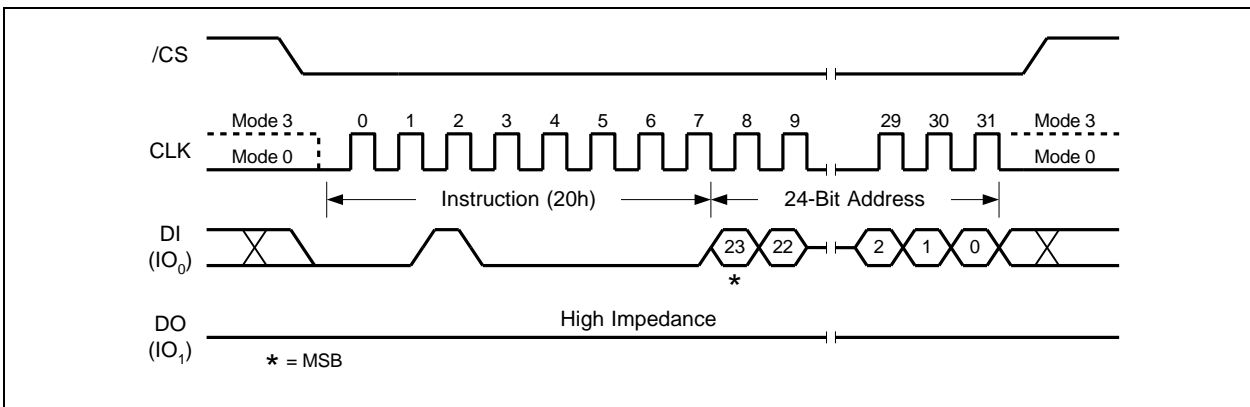 /CS
Mode 3 0 1 2 3 4 5 6 7 8 9 29 30 31 Mode 3
CLK
Mode 0 Mode 0
Instruction (20h) 24-Bit Address
DI
(IO0) 23 22 2 1 0
*
High Impedance
DO
(IO1)
* = MSB